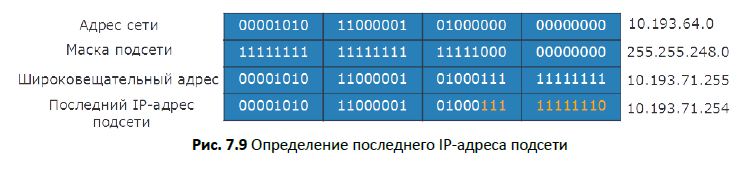 Адрес сети 00001010 11000001 01000000 00000000 10.193.64.0
Маска подсети 11111111 11111111 11111000 00000000 255.255.248.0
Широковещательный адрес 00001010 11000001 01000111 11111111 10.193.71.255
Последний IP-адрес подсети 00001010 11000001 01000111 11111110 10.193.71.254
Рис. 7.9 Определение последнего IP-адреса подсети